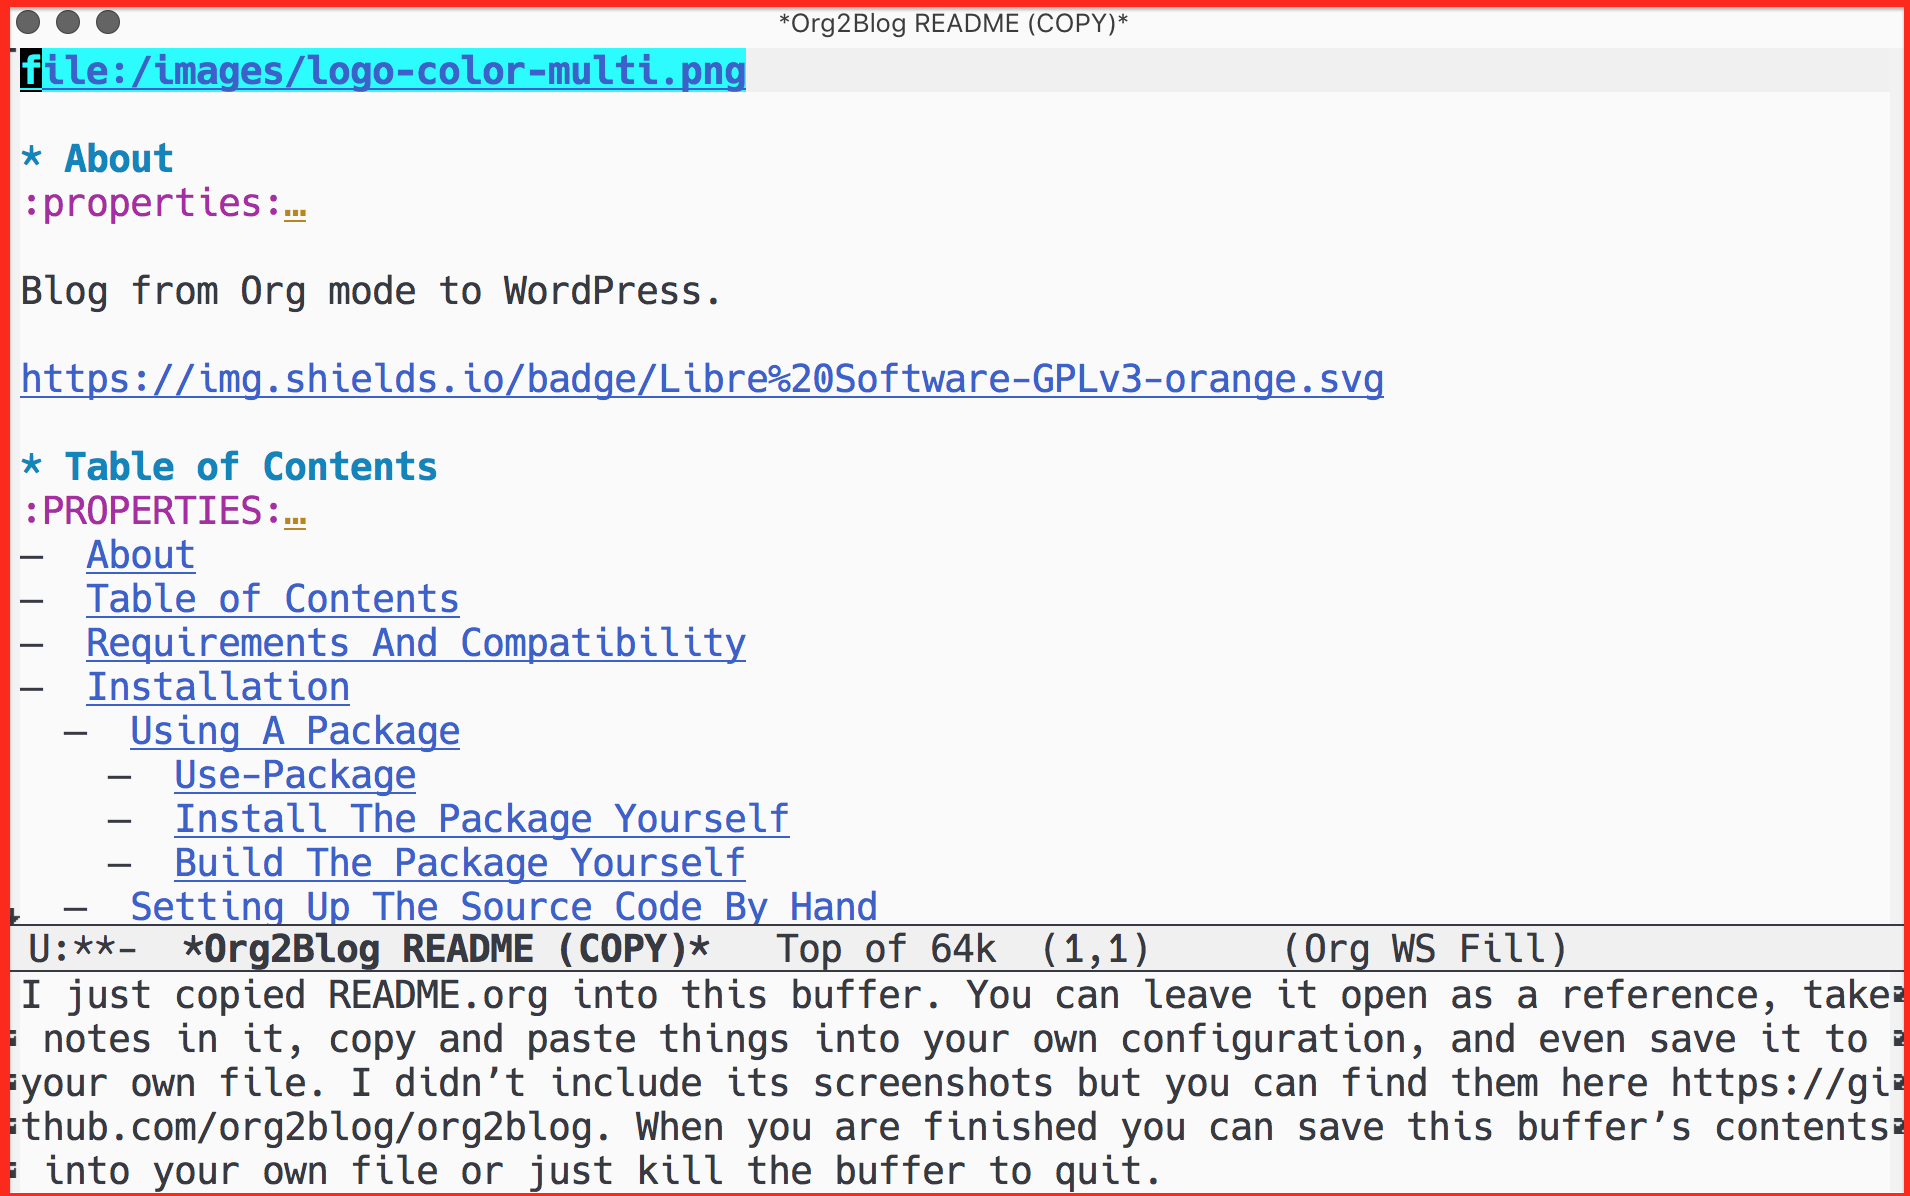 *Org2Blog README (COPY)*
file:/images/logo-color-multi.png
* About
:properties:…
Blog from Org mode to WordPress.
https://img.shields.io/badge/Libre%20Software-GPLv3-orange.svg
* Table of Contents
:PROPERTIES:…
– About
– Table of Contents
– Requirements And Compatibility
– Installation
– Using A Package
– Use-Package
– Install The Package Yourself
– Build The Package Yourself
– Setting Up The Source Code By Hand
U:**- *Org2Blog README (COPY)* Top of 64k (1,1) (Org WS Fill)
I just copied README.org into this buffer. You can leave it open as a reference, take
notes in it, copy and paste things into your own configuration, and even save it to
your own file. I didn’t include its screenshots but you can find them here https://gi
thub.com/org2blog/org2blog. When you are finished you can save this buffer’s contents
into your own file or just kill the buffer to quit.